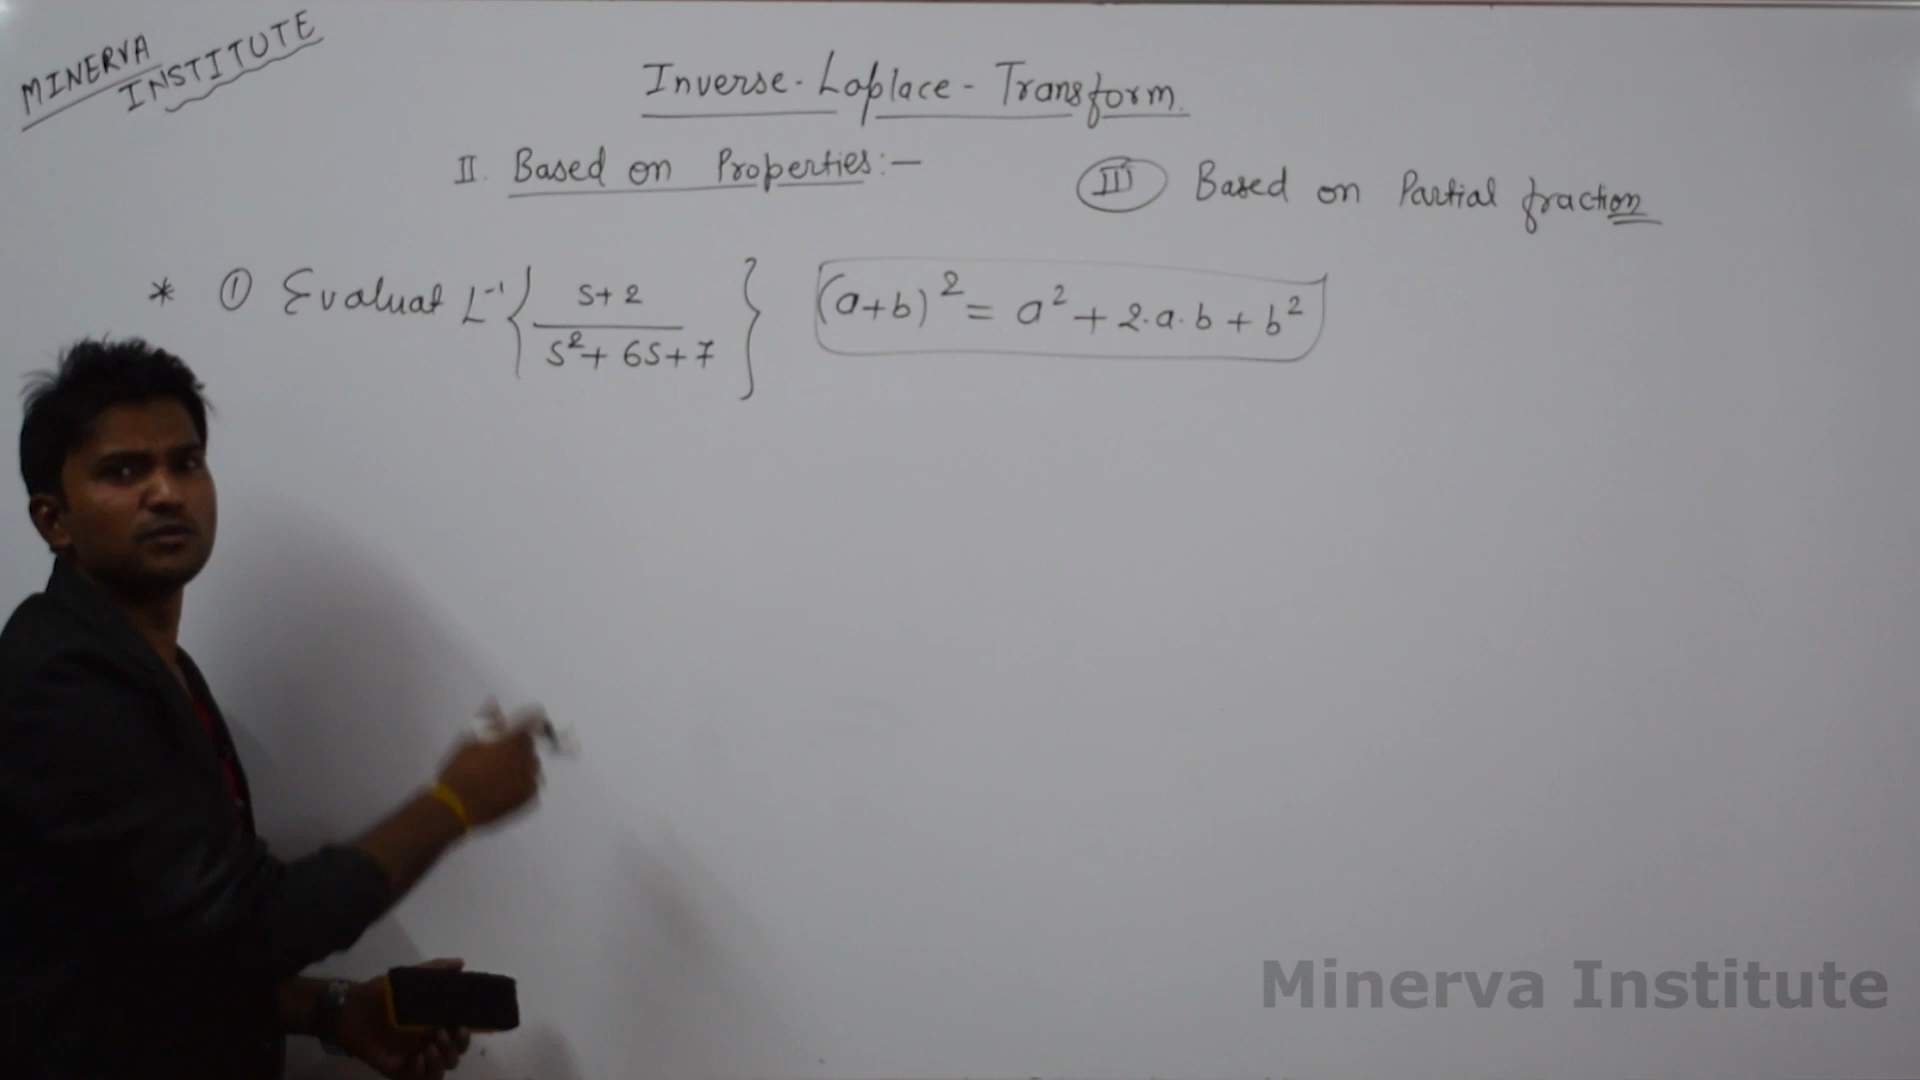 MINERVA
INSTITUTE
Inverse-Laplace-Transform.
II. Based on Properties:—
III Based on Partial fraction
* ① Evaluat L⁻¹{ s+2 / s²+6s+7 } (a+b)² = a²+2·a·b+b²
Minerva Institute